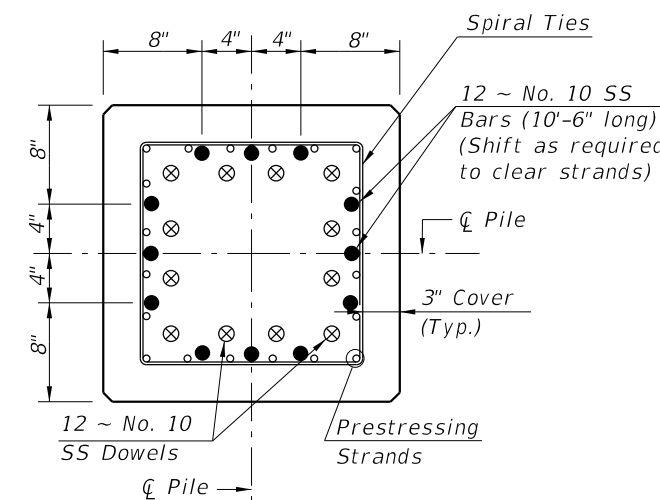 Spiral Ties
8" 4" 4" 8"
12 ~ No. 10 SS
Bars (10'-6" long)
(Shift as required
to clear strands)
8"
4"
4"
8"
℄ Pile
3" Cover
(Typ.)
12 ~ No. 10
SS Dowels
Prestressing
Strands
℄ Pile